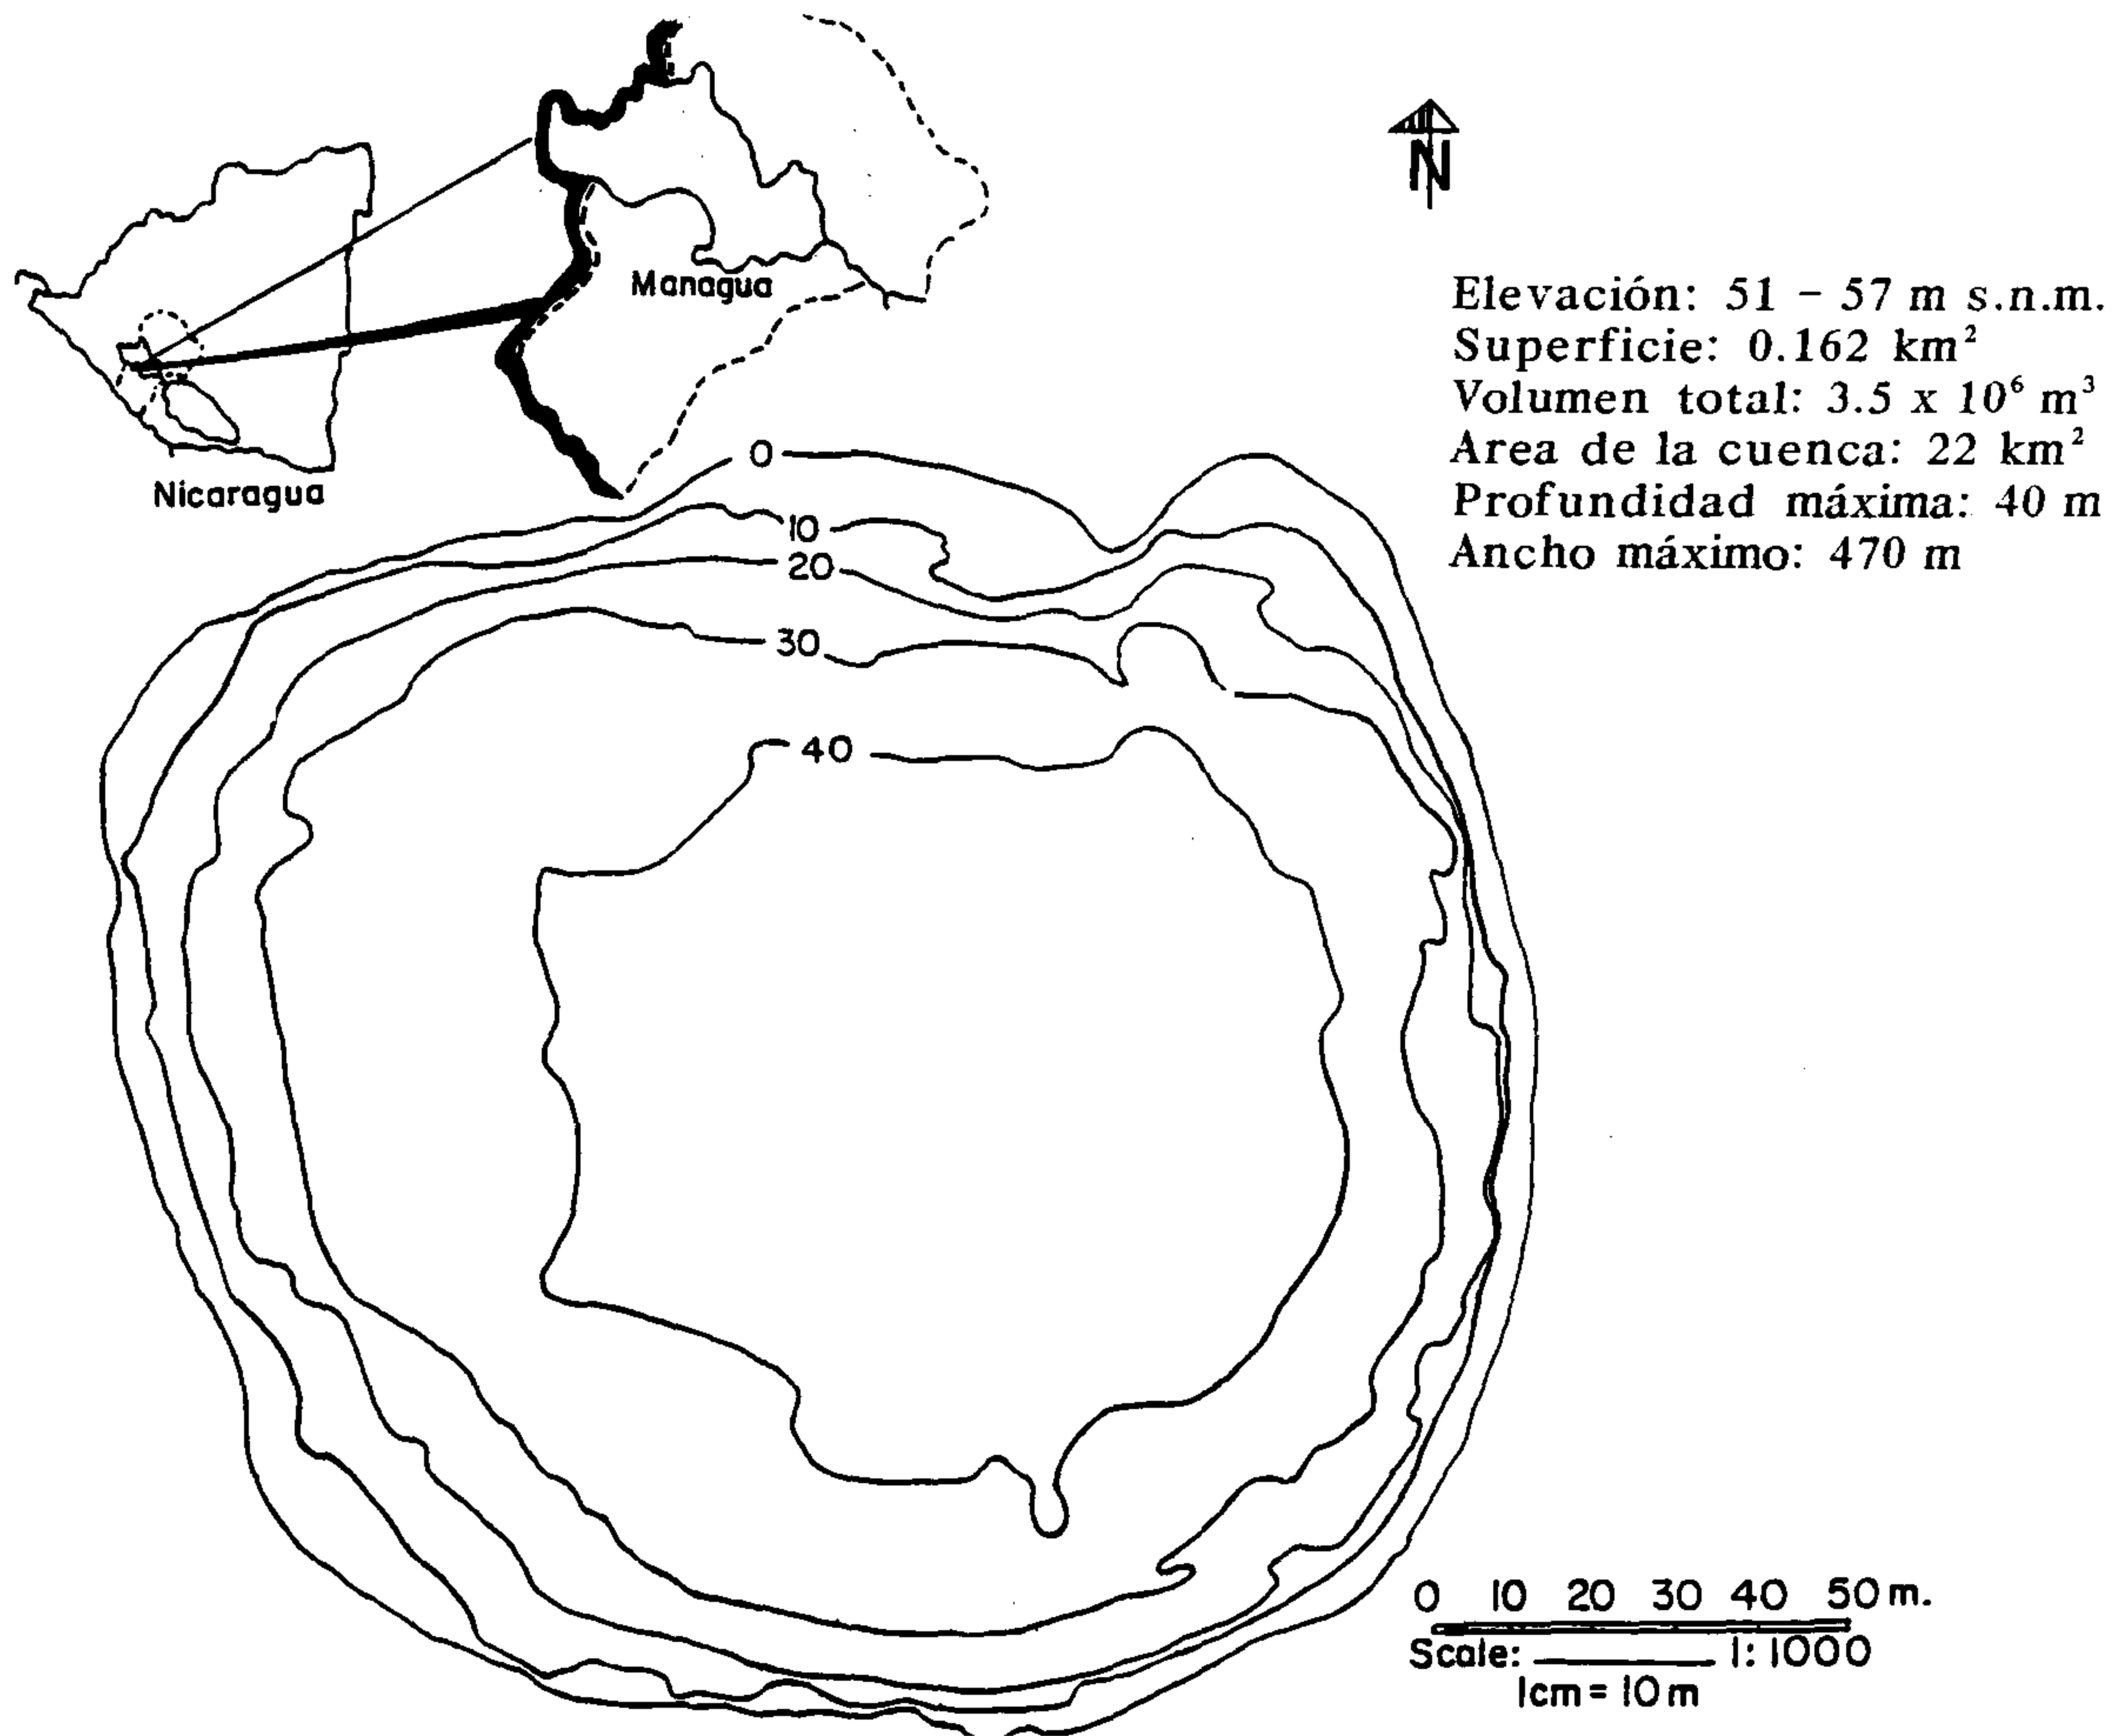 N
Managua
Nicaragua
Elevación: 51 – 57 m s.n.m.
Superficie: 0.162 km²
Volumen total: 3.5 x 10⁶ m³
Area de la cuenca: 22 km²
Profundidad máxima: 40 m
Ancho máximo: 470 m
0
10
20
30
40
0 10 20 30 40 50 m.
Scale: 1:1000
1cm = 10 m